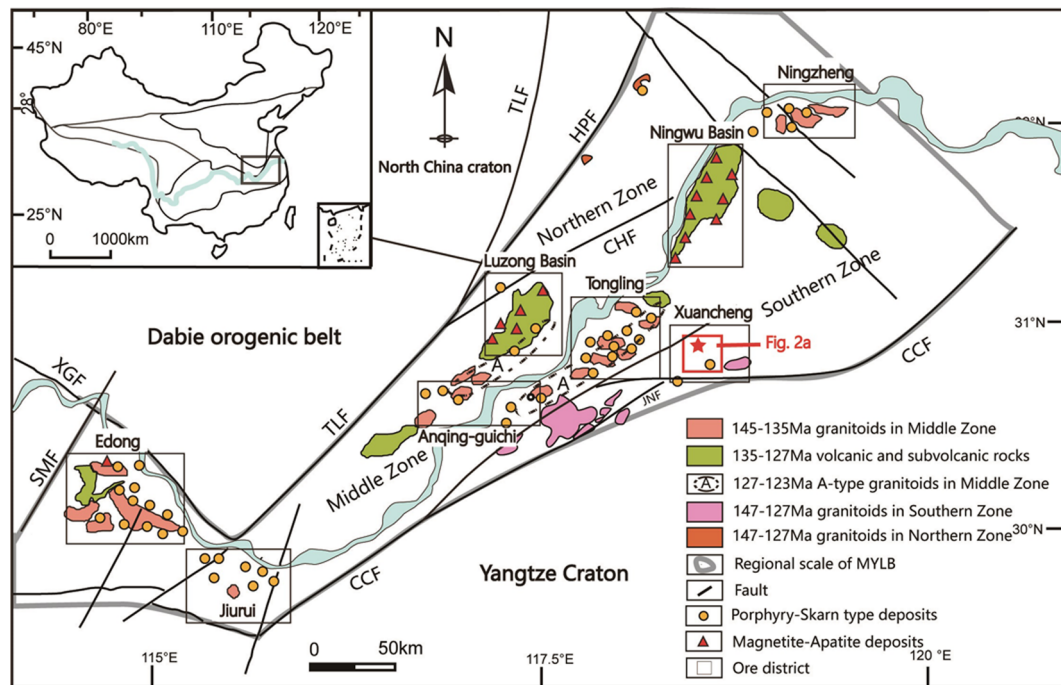 80°E
110°E
120°E
45°N
28°
25°N
0
1000km
N
North China craton
TLF
HPF
Ningzheng
Ningwu Basin
Northern Zone
CHF
Luzong Basin
Tongling
Southern Zone
Xuancheng
31°N
Fig. 2a
Dabie orogenic belt
XGF
TLF
A
A
JNF
CCF
Anqing-guichi
Middle Zone
SMF
Edong
Jiurui
CCF
Yangtze Craton
30°N
145-135Ma granitoids in Middle Zone
135-127Ma volcanic and subvolcanic rocks
A
127-123Ma A-type granitoids in Middle Zone
147-127Ma granitoids in Southern Zone
147-127Ma granitoids in Northern Zone
Regional scale of MYLB
Fault
Porphyry-Skarn type deposits
Magnetite-Apatite deposits
Ore district
0
50km
115°E
117.5°E
120 °E